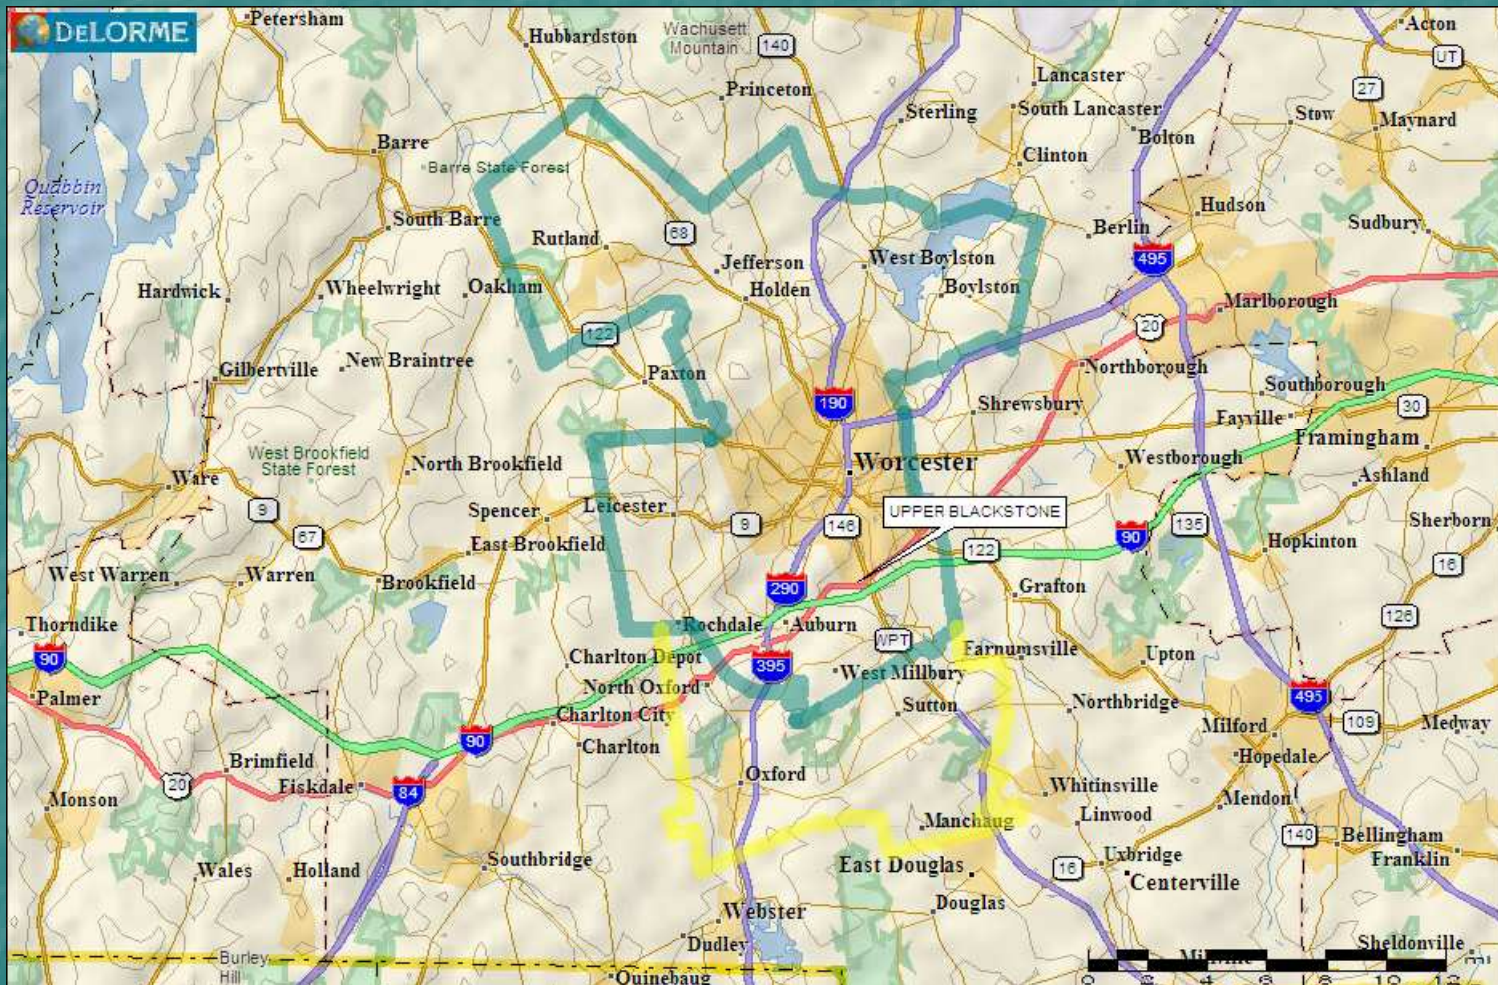 DELORME
Petersham
Hubbardston
Wachusett
Mountain
140
Acton
UT
Princeton
Lancaster
27
Sterling
South Lancaster
Stow
Maynard
Bolton
Barre
Barre State Forest
Clinton
Quabbin
Reservoir
South Barre
Rutland
68
Berlin
Hudson
Sudbury
Jefferson
West Boylston
495
Hardwick
Wheelwright
Oakham
Holden
Boylston
Marlborough
122
20
Gilbertville
New Braintree
Paxton
Northborough
Southborough
190
Shrewsbury
Fayville
30
Framingham
West Brookfield
State Forest
North Brookfield
Worcester
Westborough
Ashland
Ware
9
Spencer
Leicester
9
146
UPPER BLACKSTONE
67
East Brookfield
122
90
135
Sherborn
Hopkinton
West Warren
Warren
Brookfield
290
Grafton
16
Thorndike
Rochdale
Auburn
WPT
126
90
Charlton Depot
395
West Millbury
Farnumsville
Upton
Palmer
North Oxford
Sutton
Northbridge
495
Charlton City
Milford
109
Medway
90
Charlton
Hopedale
Brimfield
Oxford
20
Fiskdale
84
Whitinsville
Monson
Manchaug
Linwood
Mendon
140
Bellingham
Southbridge
East Douglas
16
Uxbridge
Franklin
Wales
Holland
Centerville
Webster
Douglas
Dudley
Sheldonville
Burley
Hill
Quinebaug